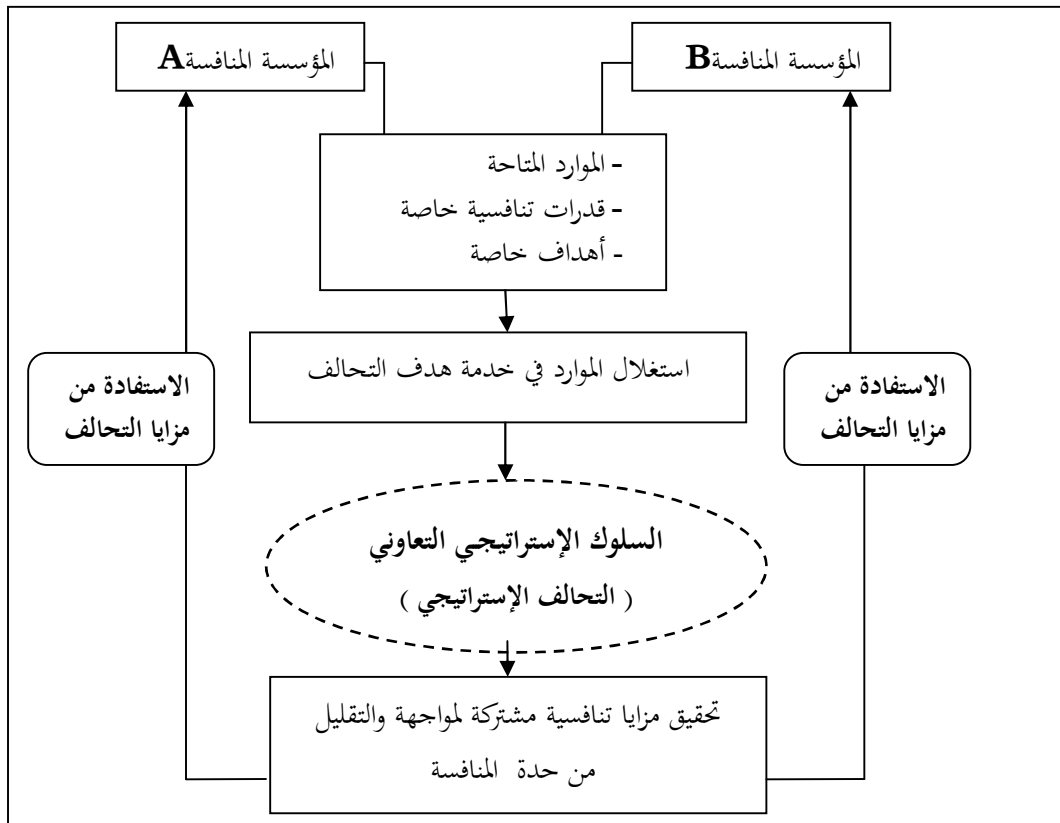 المؤسسة المنافسةB
المؤسسة المنافسةA
- الموارد المتاحة
- قدرات تنافسية خاصة
- أهداف خاصة
استغلال الموارد في خدمة هدف التحالف
الاستفادة من
مزايا التحالف
الاستفادة من
مزايا التحالف
السلوك الإستراتيجي التعاوني
( التحالف الإستراتيجي )
تحقيق مزايا تنافسية مشتركة لمواجهة والتقليل
من حدة المنافسة